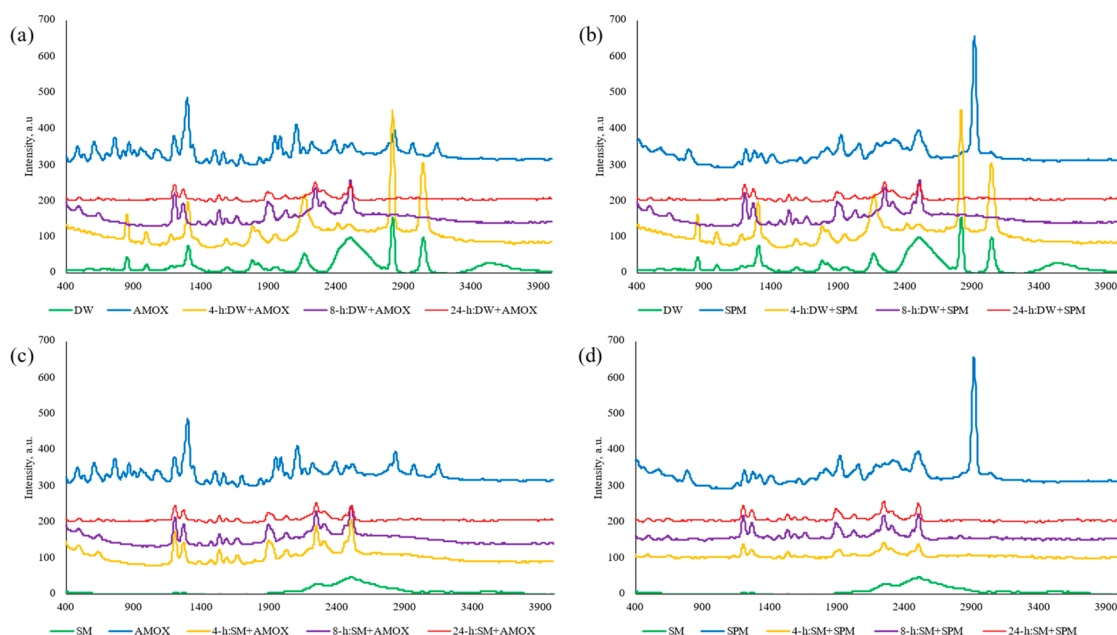 (a)
700
600
500
400
300
200
100
0
Intensity, a.u
400 900 1400 1900 2400 2900 3400 3900
DW AMOX 4-h:DW+AMOX 8-h:DW+AMOX 24-h:DW+AMOX
(b)
700
600
500
400
300
200
100
0
Intensity, a.u
400 900 1400 1900 2400 2900 3400 3900
DW SPM 4-h:DW+SPM 8-h:DW+SPM 24-h:DW+SPM
(c)
700
600
500
400
300
200
100
0
Intensity, a.u.
400 900 1400 1900 2400 2900 3400 3900
SM AMOX 4-h:SM+AMOX 8-h:SM+AMOX 24-h:SM+AMOX
(d)
700
600
500
400
300
200
100
0
Intensity, a.u.
400 900 1400 1900 2400 2900 3400 3900
SM SPM 4-h:SM+SPM 8-h:SM+SPM 24-h:SM+SPM